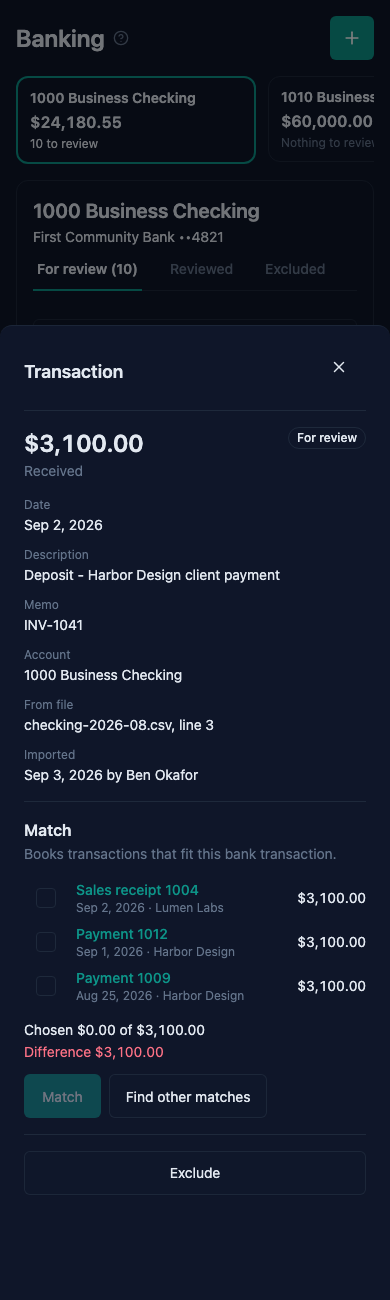 Banking
1000 Business Checking
$24,180.55
10 to review
1010 Business
$60,000.00
Nothing to review
1000 Business Checking
First Community Bank ••4821
For review (10)
Reviewed
Excluded
Transaction
$3,100.00
For review
Received
Date
Sep 2, 2026
Description
Deposit - Harbor Design client payment
Memo
INV-1041
Account
1000 Business Checking
From file
checking-2026-08.csv, line 3
Imported
Sep 3, 2026 by Ben Okafor
Match
Books transactions that fit this bank transaction.
Sales receipt 1004
Sep 2, 2026 · Lumen Labs
$3,100.00
Payment 1012
Sep 1, 2026 · Harbor Design
$3,100.00
Payment 1009
Aug 25, 2026 · Harbor Design
$3,100.00
Chosen $0.00 of $3,100.00
Difference $3,100.00
Match
Find other matches
Exclude